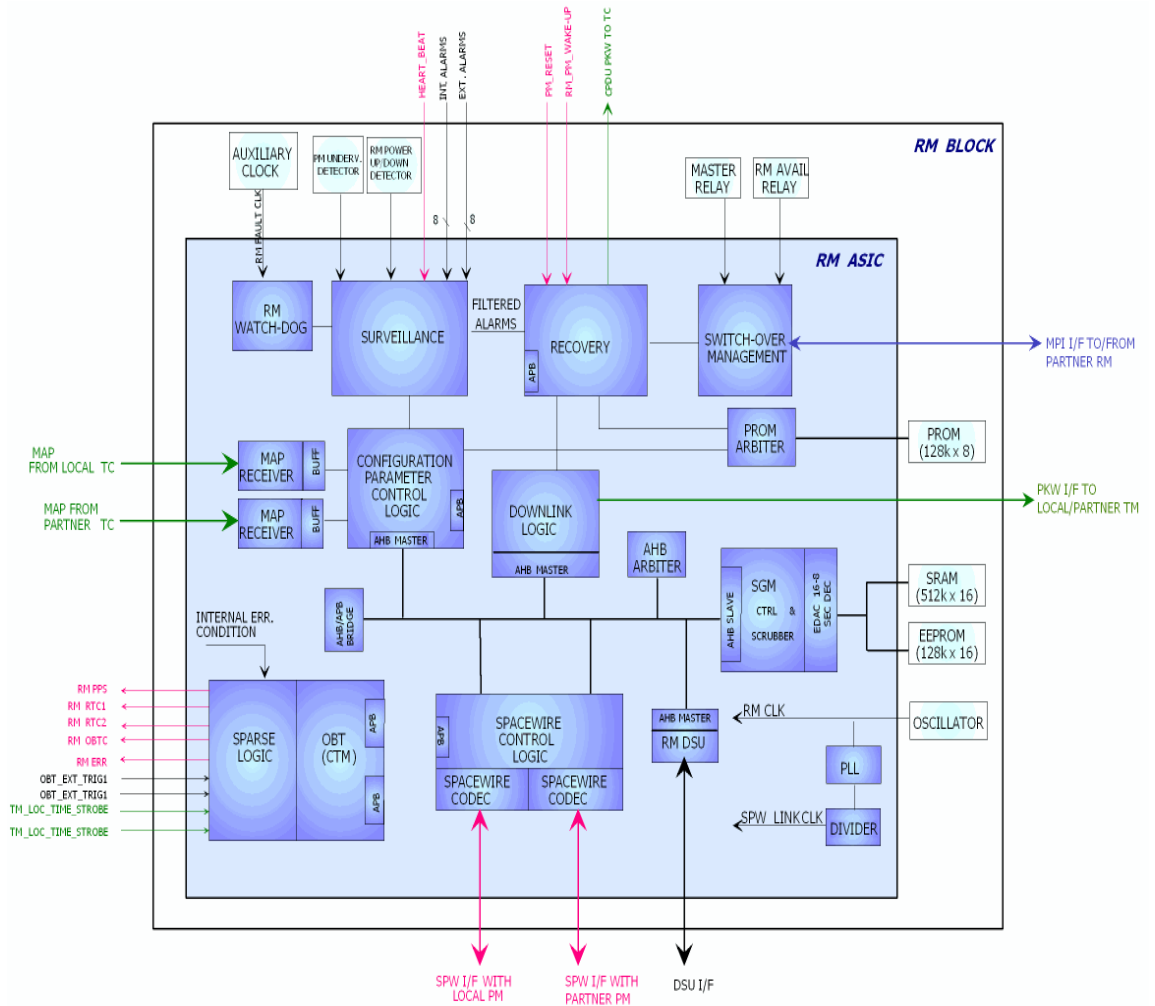 HEART_BEAT
INT. ALARMS
EXT. ALARMS
PM_RESET
RM_PM_WAKE-UP
CPDU PKW TO TC
RM BLOCK
AUXILIARY
CLOCK
PM UNDERV.
DETECTOR
RM POWER
UP/DOWN
DETECTOR
MASTER
RELAY
RM AVAIL
RELAY
RM FAULT CLK
8
8
RM ASIC
RM
WATCH-DOG
SURVEILLANCE
FILTERED
ALARMS
RECOVERY
APB
SWITCH-OVER
MANAGEMENT
MPI I/F TO/FROM
PARTNER RM
MAP
FROM LOCAL TC
MAP
RECEIVER
BUFF
CONFIGURATION
PARAMETER
CONTROL
LOGIC
APB
AHB MASTER
PROM
ARBITER
PROM
(128k x 8)
MAP FROM
PARTNER TC
MAP
RECEIVER
BUFF
DOWNLINK
LOGIC
AHB MASTER
PKW I/F TO
LOCAL/PARTNER TM
AHB
ARBITER
AHB SLAVE
SGM
CTRL &
SCRUBBER
EDAC 16-8
SEC DEC
SRAM
(512k x 16)
EEPROM
(128k x 16)
AHB/APB
BRIDGE
INTERNAL ERR.
CONDITION
RM PPS
RM RTC1
RM RTC2
RM OBTC
RM ERR
OBT_EXT_TRIG1
OBT_EXT_TRIG1
TM_LOC_TIME_STROBE
TM_LOC_TIME_STROBE
SPARSE
LOGIC
OBT
(CTM)
APB
APB
APB
SPACEWIRE
CONTROL
LOGIC
SPACEWIRE
CODEC
SPACEWIRE
CODEC
AHB MASTER
RM DSU
RM CLK
OSCILLATOR
PLL
SPW_LINKCLK
DIVIDER
SPW I/F WITH
LOCAL PM
SPW I/F WITH
PARTNER PM
DSU I/F